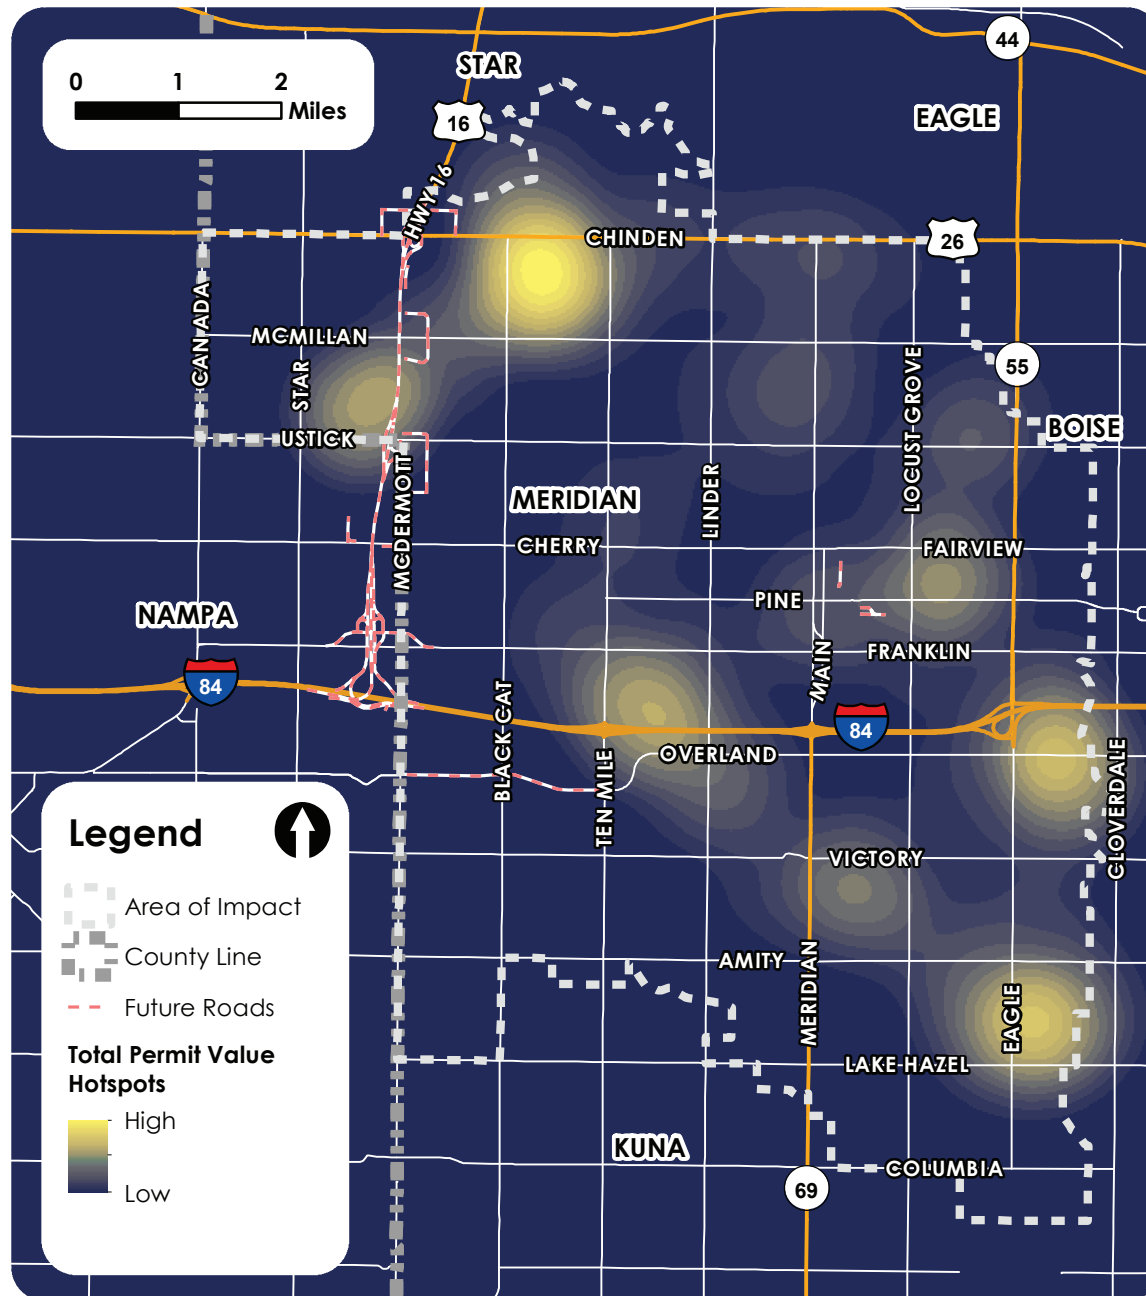 44
STAR
0 1 2
Miles
EAGLE
16
HWY 16
CHINDEN
26
CAN-ADA
MCMILLAN
STAR
LOCUST GROVE
55
USTICK
BOISE
MCDERMOTT
LINDER
MERIDIAN
CHERRY
FAIRVIEW
PINE
NAMPA
FRANKLIN
MAIN
84
BLACK CAT
84
OVERLAND
TEN MILE
CLOVERDALE
VICTORY
AMITY
MERIDIAN
EAGLE
LAKE HAZEL
KUNA
COLUMBIA
69
Legend
Area of Impact
County Line
Future Roads
Total Permit Value
Hotspots
High
Low